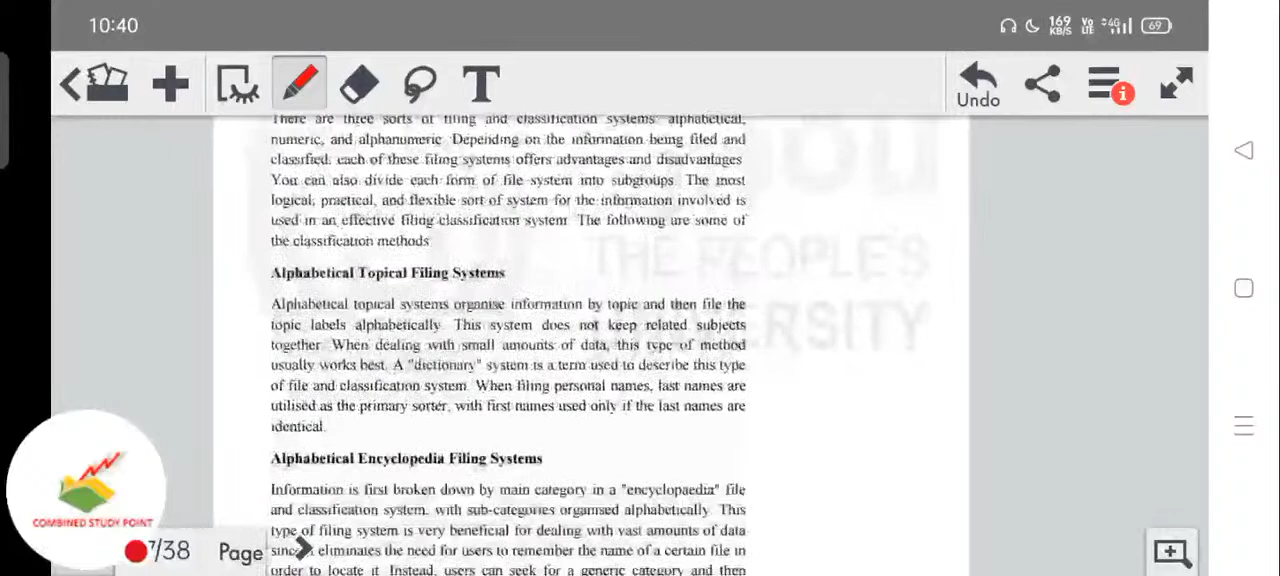 10:40
169
KB/S
Vo
LTE
4G
69
Undo
T
i
There are three sorts of filing and classification systems: alphabetical,
numeric, and alphanumeric. Depending on the information being filed and
classified, each of these filing systems offers advantages and disadvantages.
You can also divide each form of file system into subgroups. The most
logical, practical, and flexible sort of system for the information involved is
used in an effective filing classification system. The following are some of
the classification methods
THE PEOPLE'S
UNIVERSITY
Alphabetical Topical Filing Systems
Alphabetical topical systems organise information by topic and then file the
topic labels alphabetically. This system does not keep related subjects
together. When dealing with small amounts of data, this type of method
usually works best. A "dictionary" system is a term used to describe this type
of file and classification system. When filing personal names, last names are
utilised as the primary sorter, with first names used only if the last names are
identical.
Alphabetical Encyclopedia Filing Systems
Information is first broken down by main category in a "encyclopaedia" file
and classification system, with sub-categories organised alphabetically. This
type of filing system is very beneficial for dealing with vast amounts of data
eliminates the need for users to remember the name of a certain file in
order to locate it. Instead, users can seek for a generic category and then
COMBINED STUDY POINT
7/38
Page